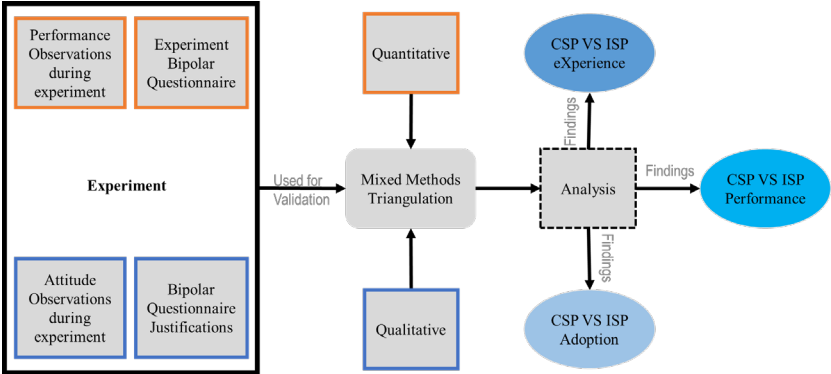 Performance
Observations
during
experiment
Experiment
Bipolar
Questionnaire
Experiment
Attitude
Observations
during
experiment
Bipolar
Questionnaire
Justifications
Used for
Validation
Quantitative
Mixed Methods
Triangulation
Qualitative
Analysis
Findings
CSP VS ISP
eXperience
Findings
CSP VS ISP
Performance
Findings
CSP VS ISP
Adoption